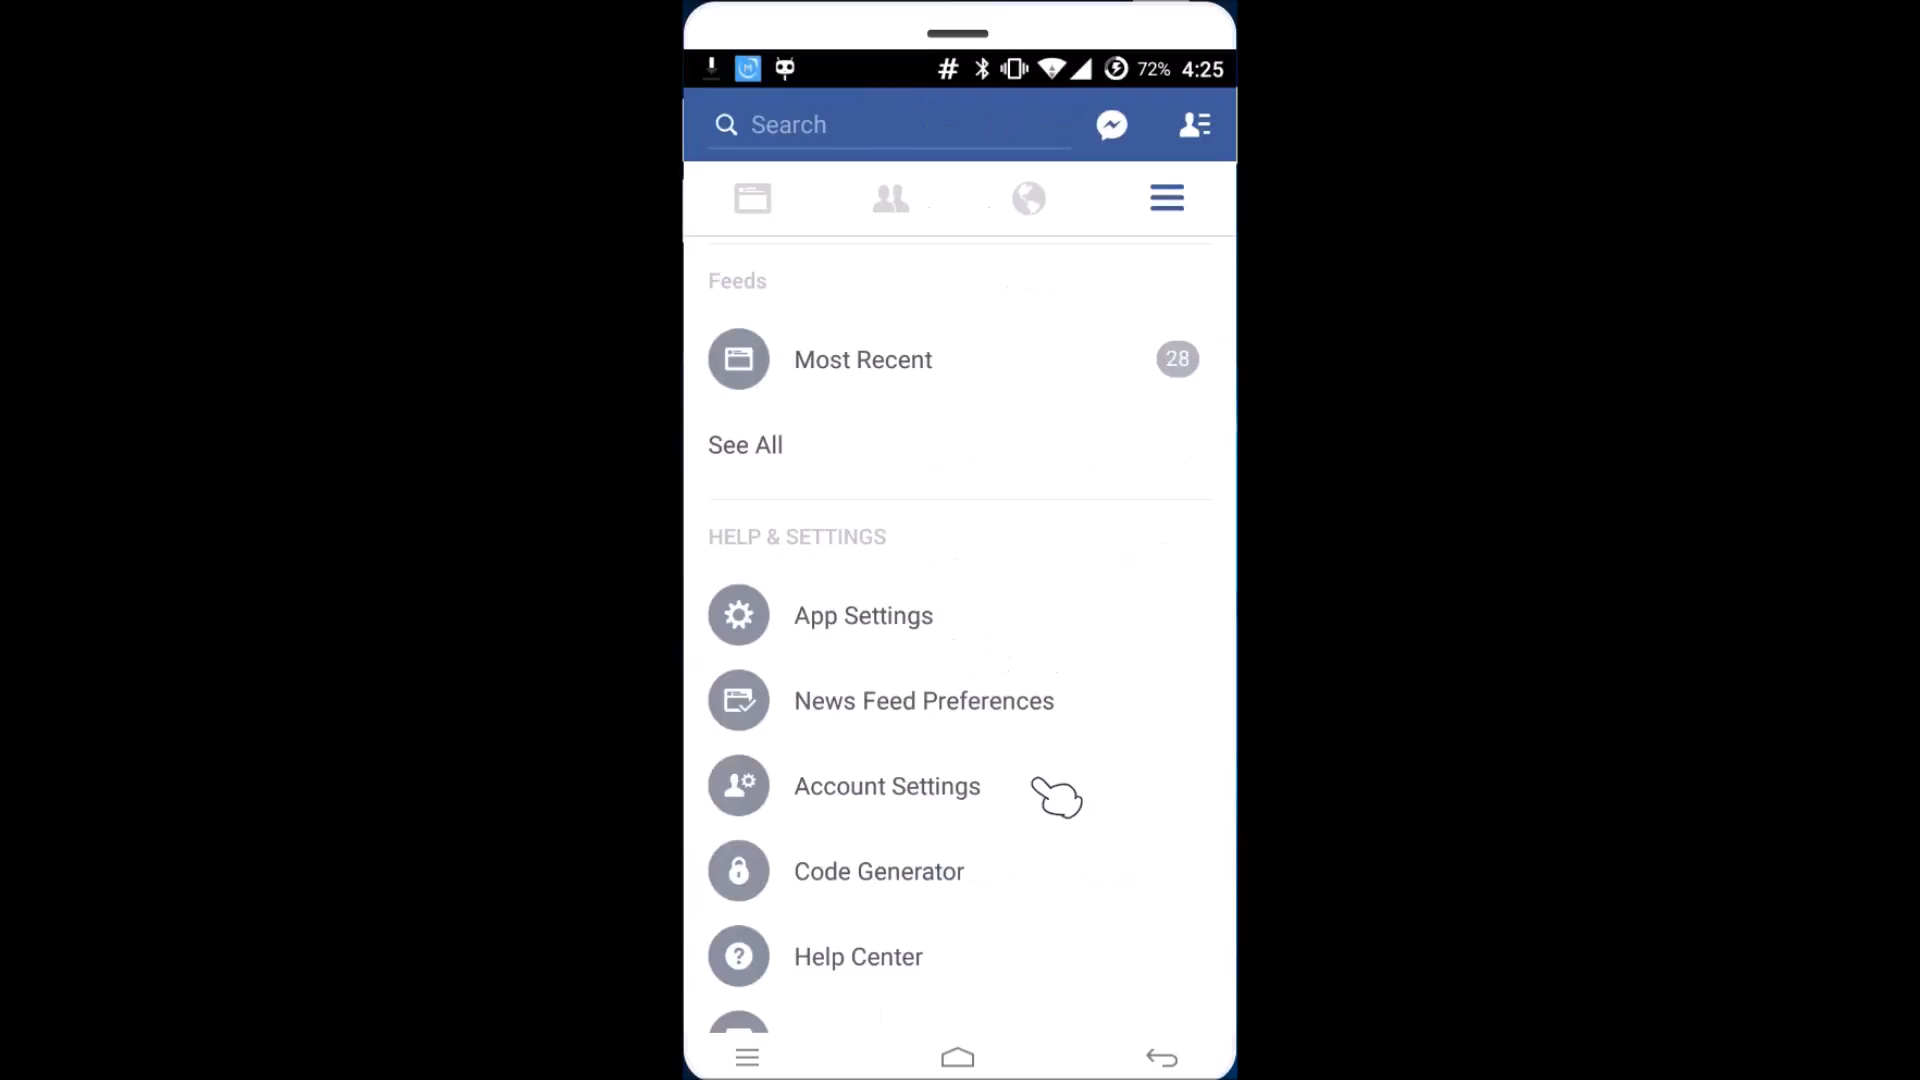 # 72% 4:25
Search
Feeds
Most Recent 28
See All
HELP & SETTINGS
App Settings
News Feed Preferences
Account Settings
Code Generator
? Help Center